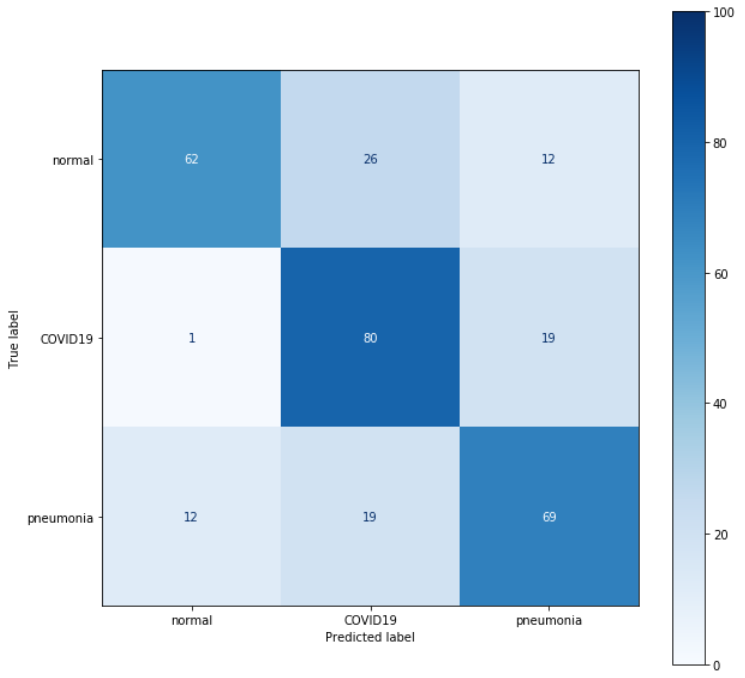 100
80
60
40
20
0
True label
normal
COVID19
pneumonia
62 26 12
1 80 19
12 19 69
normal COVID19 pneumonia
Predicted label